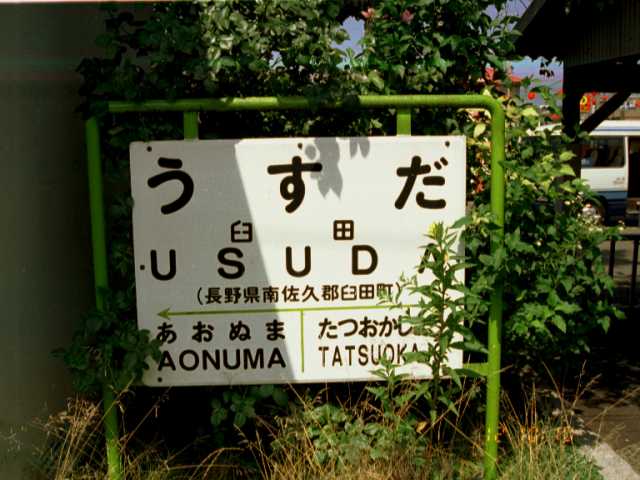 うすだ
臼田
USUDA
(長野県南佐久郡臼田町)
あおぬま たつおかじ
AONUMA TATSUOKA